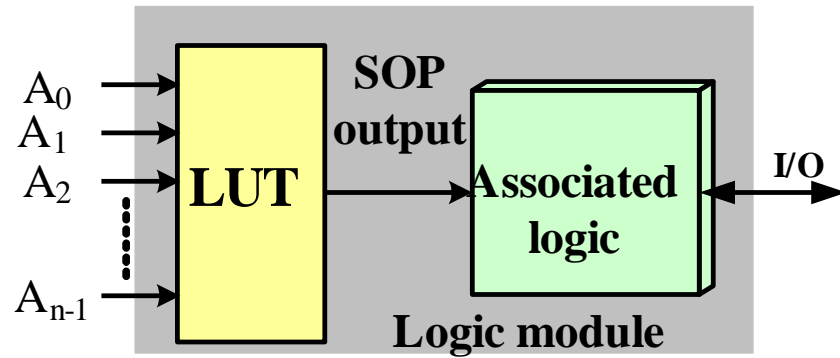 A0
A1
A2
An-1
LUT
SOP
output
Associated
logic
I/O
Logic module